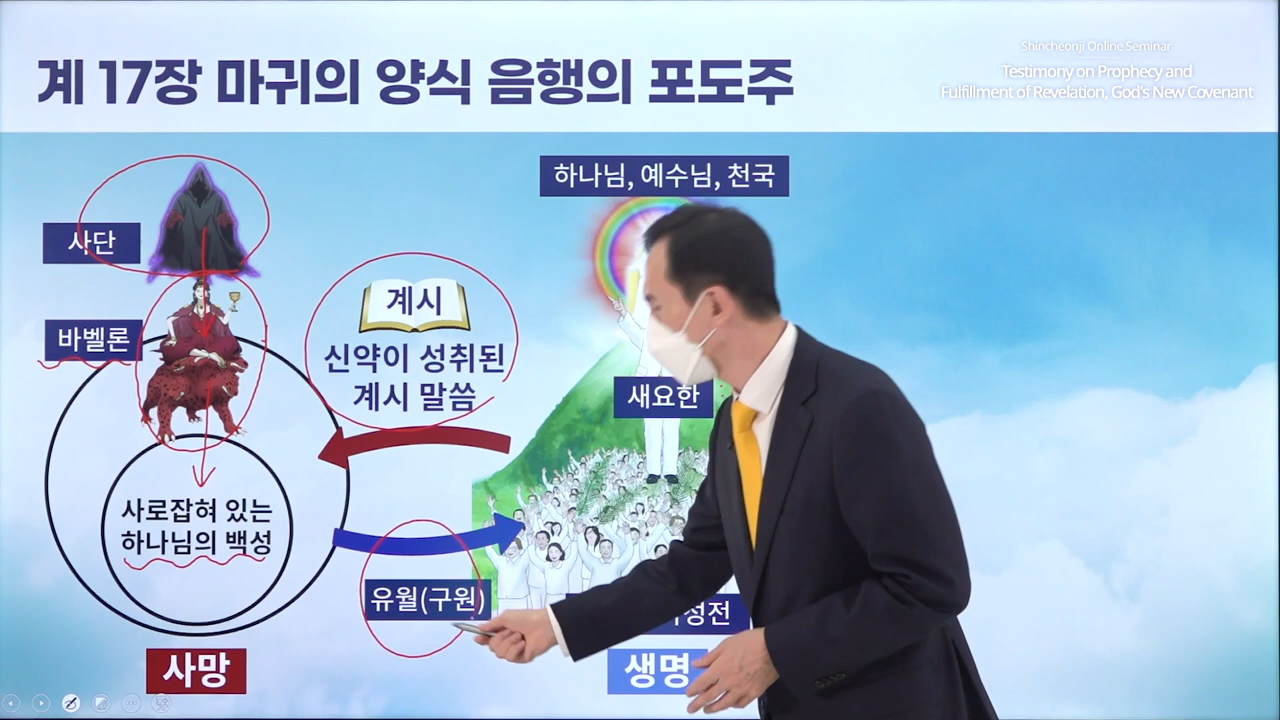 계 17장 마귀의 양식 음행의 포도주
Shincheonji Online Seminar
Testimony on Prophecy and
Fulfillment of Revelation, God's New Covenant
하나님, 예수님, 천국
사단
바벨론
계시
신약이 성취된
계시 말씀
새요한
사로잡혀 있는
하나님의 백성
유월(구원)
성전
사망
생명